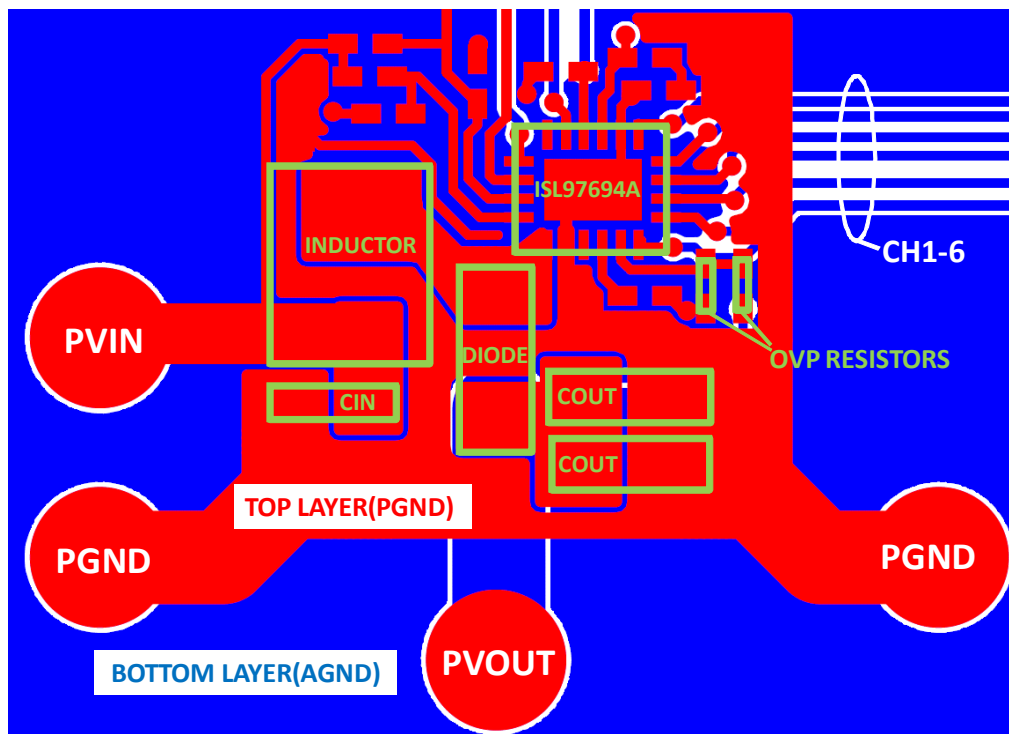 ISL97694A
INDUCTOR
CH1-6
PVIN
DIODE
OVP RESISTORS
CIN
COUT
COUT
TOP LAYER(PGND)
PGND
PGND
PVOUT
BOTTOM LAYER(AGND)